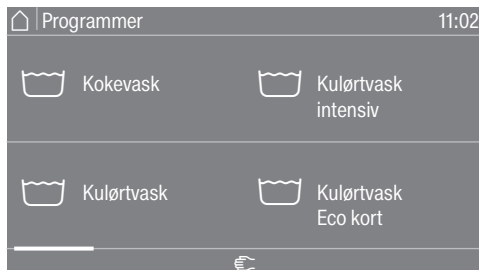 Programmer 11:02
Kokevask
Kulørtvask
intensiv
Kulørtvask
Kulørtvask
Eco kort